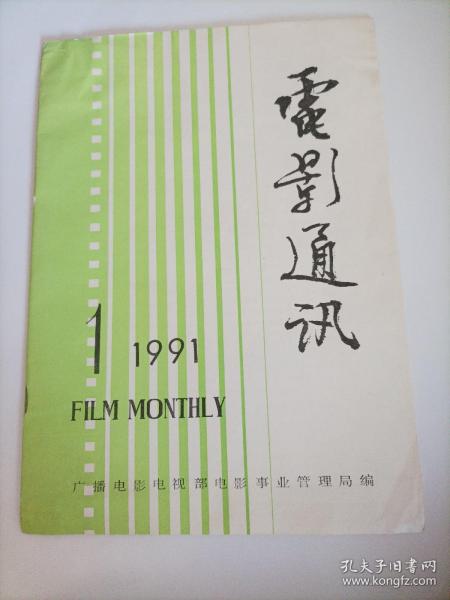 電影通讯
1 1991
FILM MONTHLY
广播电影电视部电影事业管理局编
孔夫子旧书网
www.kongfz.com